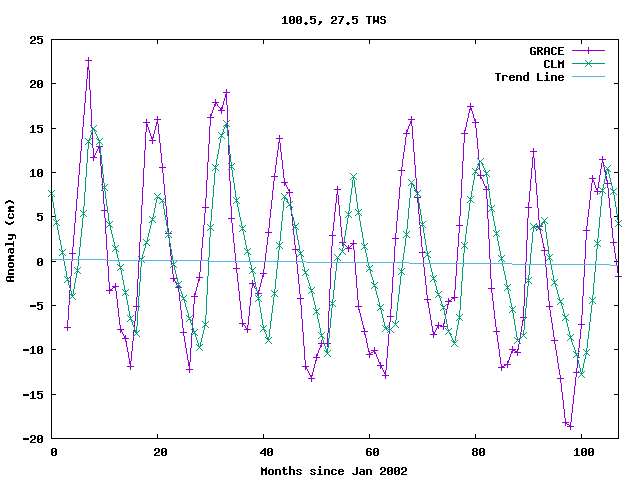 100.5, 27.5 TWS
GRACE
CLM
Trend Line
25
20
15
10
5
0
-5
-10
-15
-20
Anomaly (cm)
0 20 40 60 80 100
Months since Jan 2002